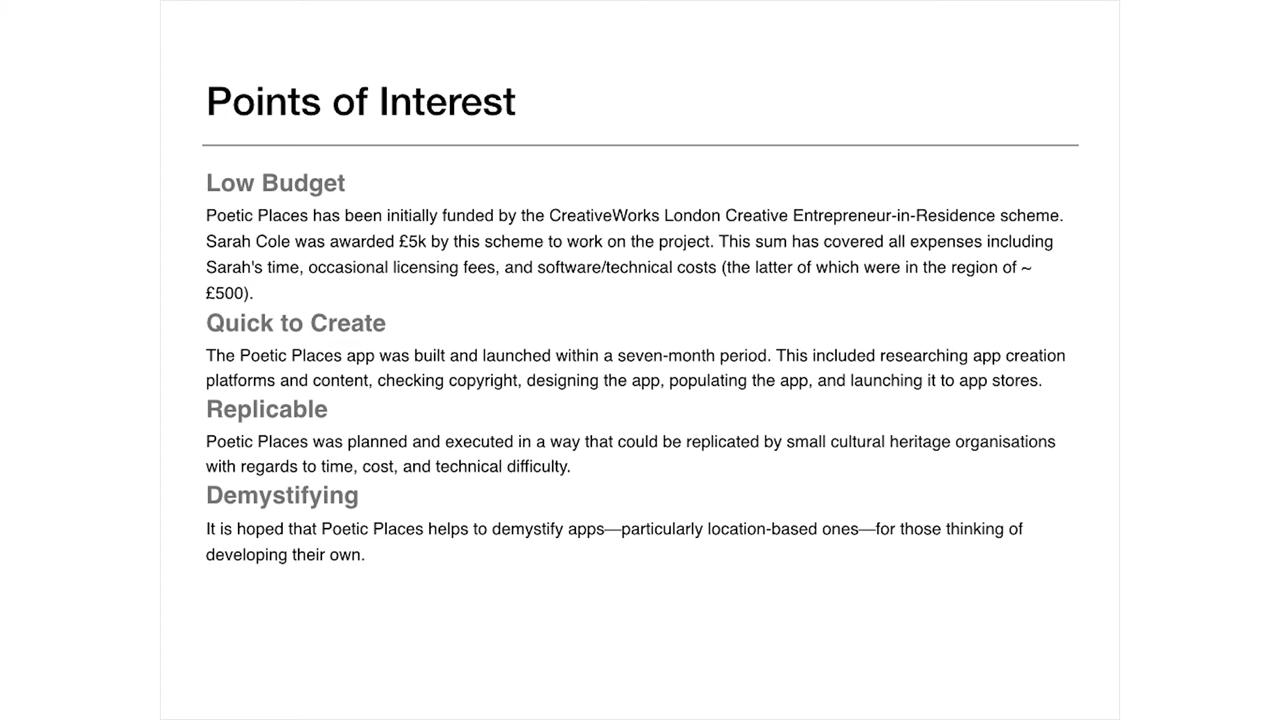 Points of Interest
Low Budget
Poetic Places has been initially funded by the CreativeWorks London Creative Entrepreneur-in-Residence scheme.
Sarah Cole was awarded £5k by this scheme to work on the project. This sum has covered all expenses including
Sarah's time, occasional licensing fees, and software/technical costs (the latter of which were in the region of ~
£500).
Quick to Create
The Poetic Places app was built and launched within a seven-month period. This included researching app creation
platforms and content, checking copyright, designing the app, populating the app, and launching it to app stores.
Replicable
Poetic Places was planned and executed in a way that could be replicated by small cultural heritage organisations
with regards to time, cost, and technical difficulty.
Demystifying
It is hoped that Poetic Places helps to demystify apps—particularly location-based ones—for those thinking of
developing their own.